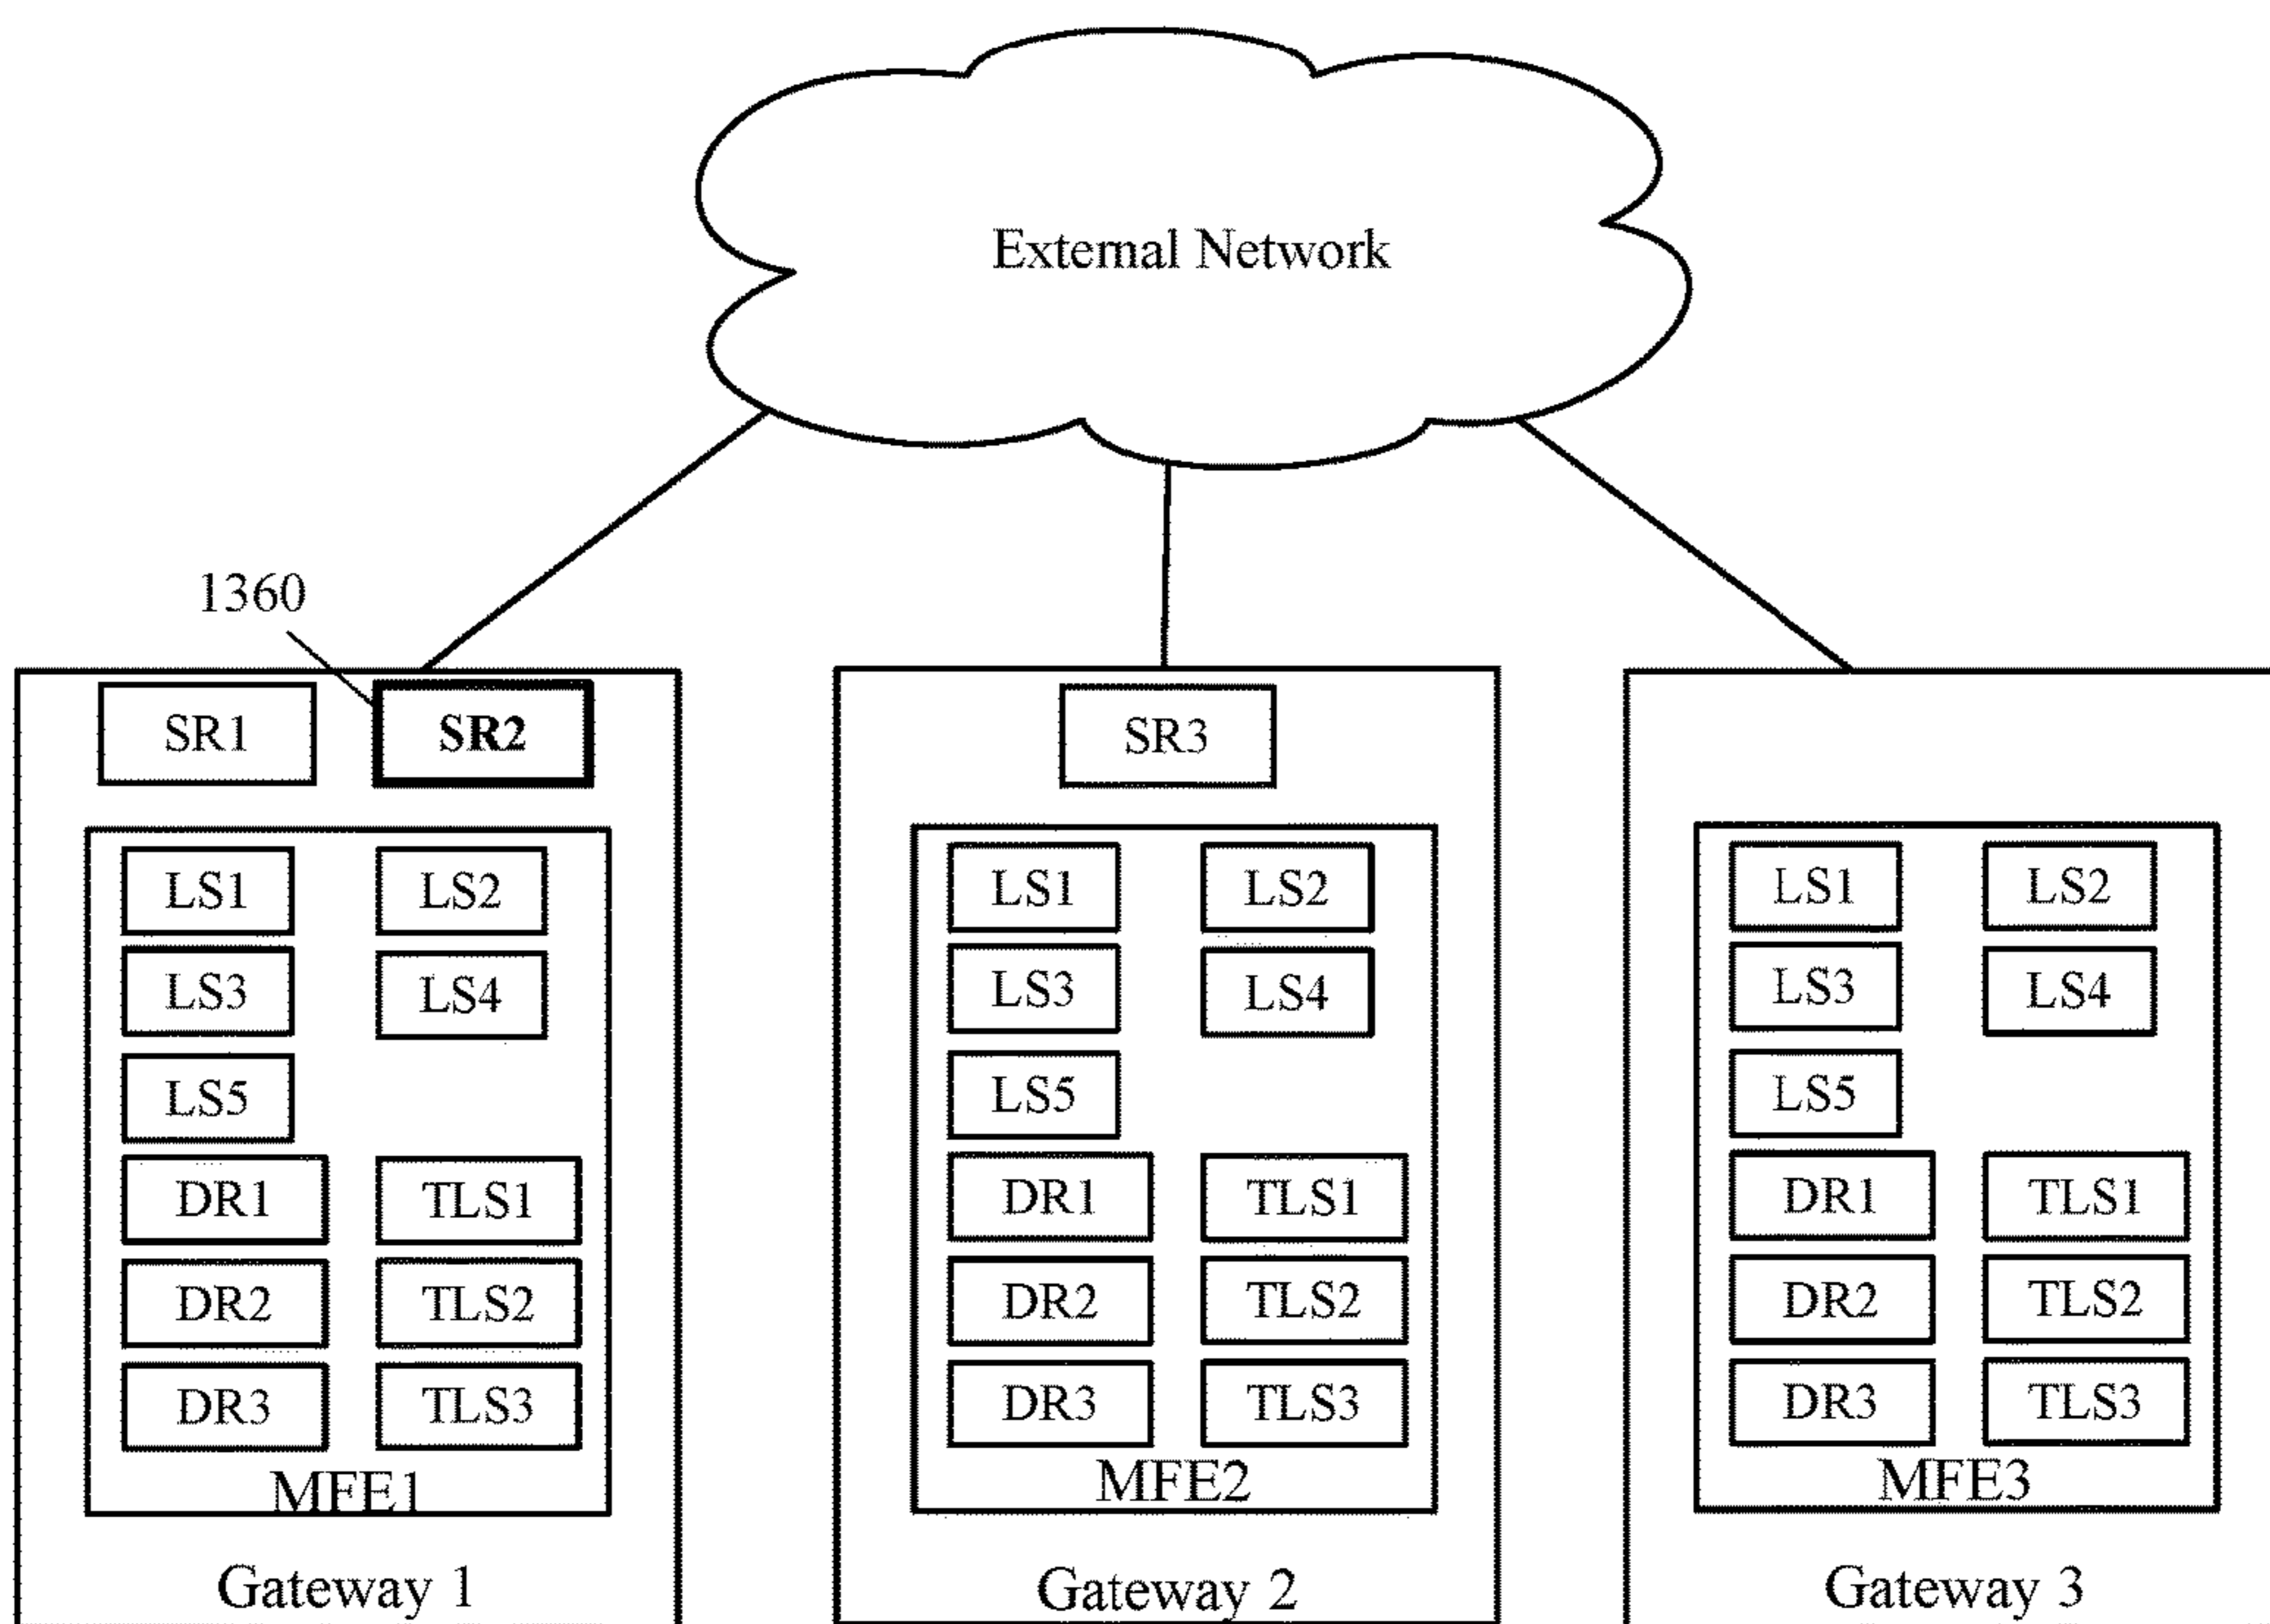 External Network
1360
SR1 SR2
LS1 LS2
LS3 LS4
LS5
DR1 TLS1
DR2 TLS2
DR3 TLS3
MFE1
Gateway 1
SR3
LS1 LS2
LS3 LS4
LS5
DR1 TLS1
DR2 TLS2
DR3 TLS3
MFE2
Gateway 2
LS1 LS2
LS3 LS4
LS5
DR1 TLS1
DR2 TLS2
DR3 TLS3
MFE3
Gateway 3